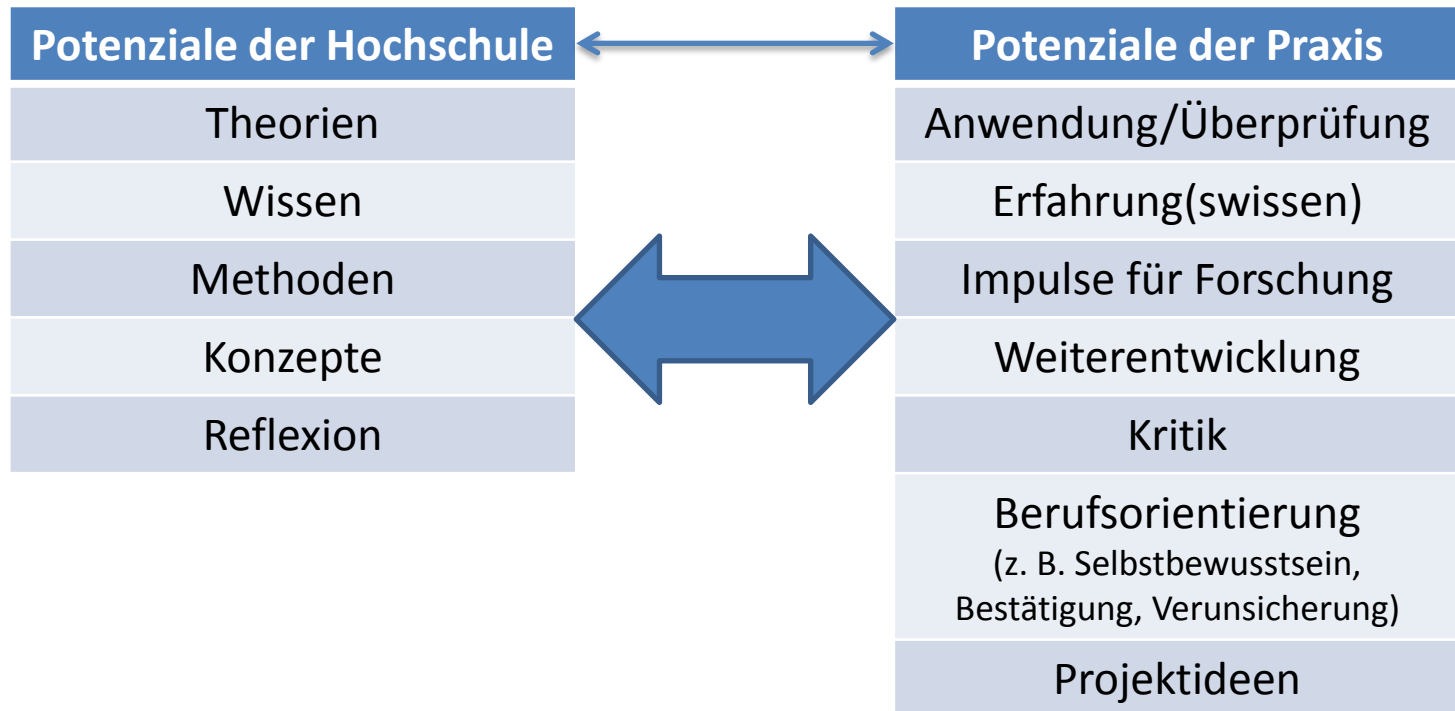 Potenziale der Hochschule
Theorien
Wissen
Methoden
Konzepte
Reflexion
Potenziale der Praxis
Anwendung/Überprüfung
Erfahrung(swissen)
Impulse für Forschung
Weiterentwicklung
Kritik
Berufsorientierung
(z. B. Selbstbewusstsein,
Bestätigung, Verunsicherung)
Projektideen